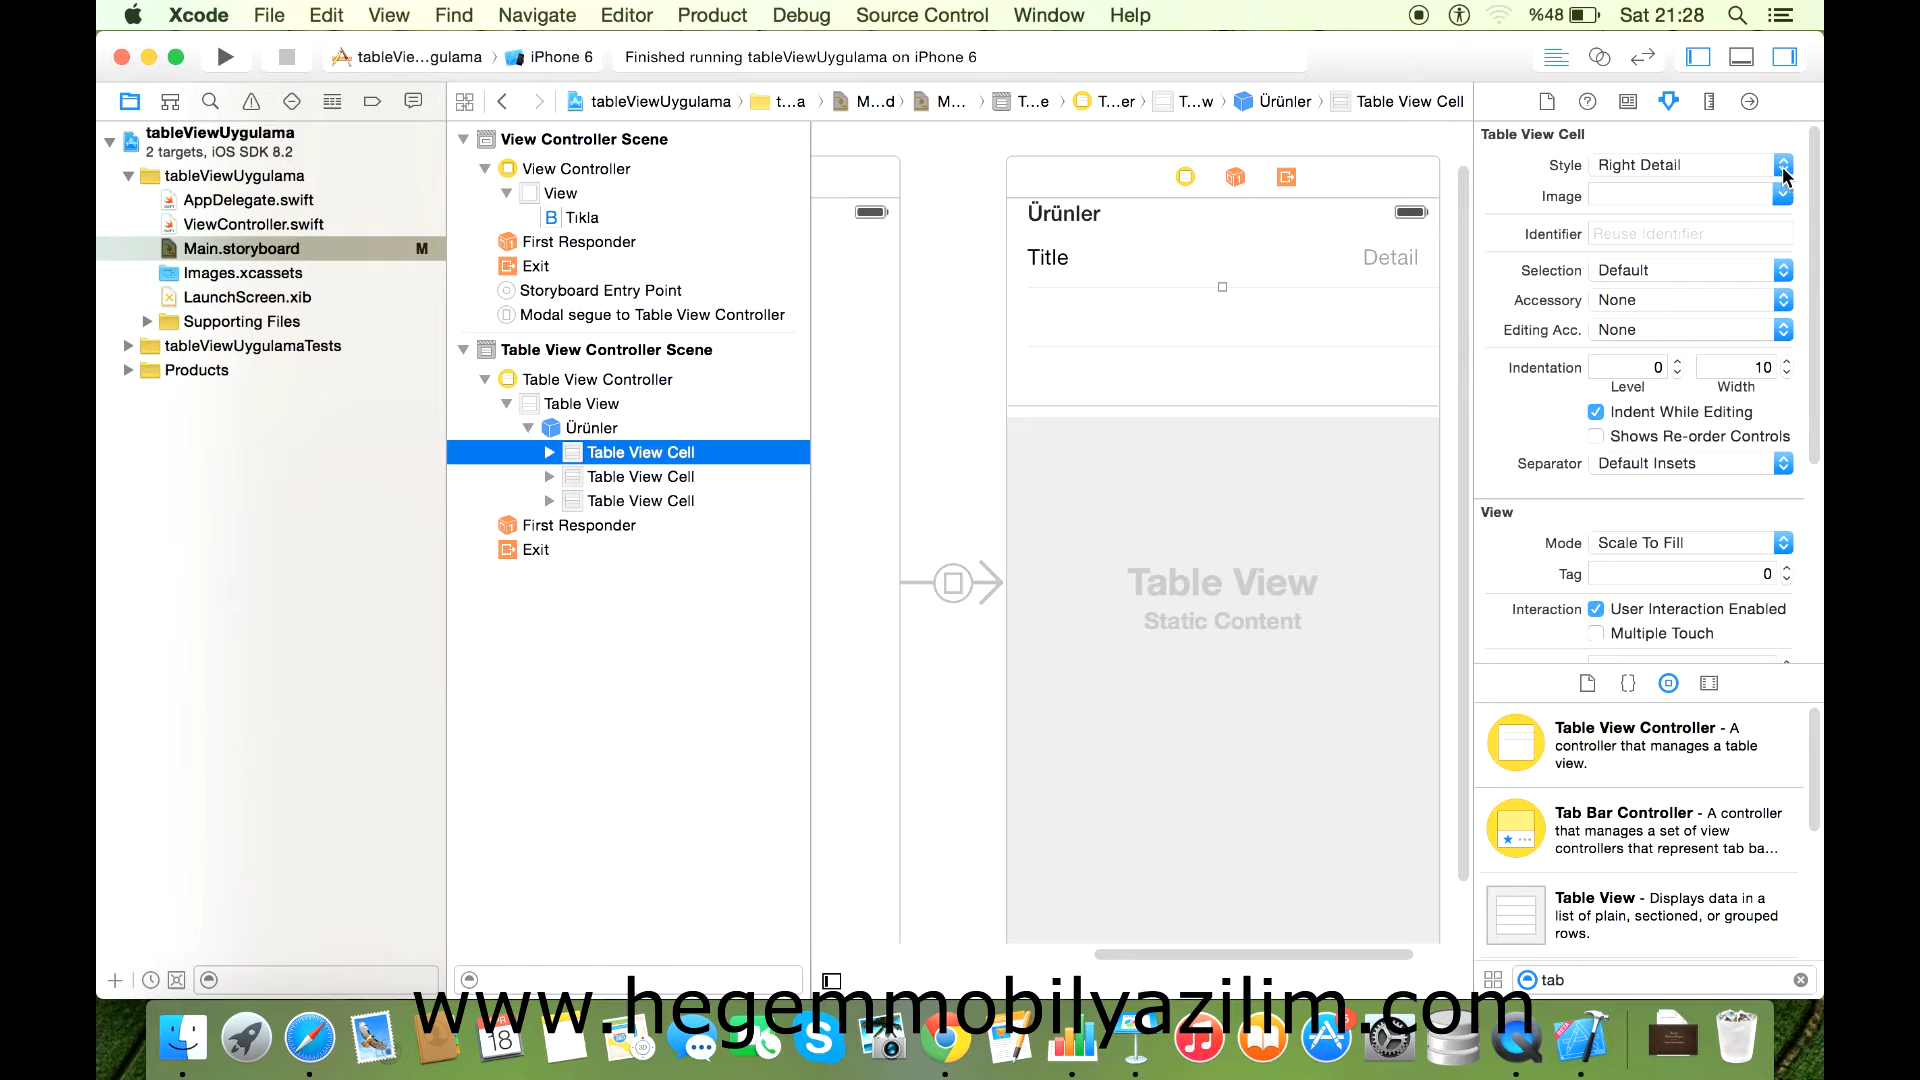 Xcode File Edit View Find Navigate Editor Product Debug Source Control Window Help %48 Sat 21:28
tableVie...gulama iPhone 6 Finished running tableViewUygulama on iPhone 6
tableViewUygulama t...a M...d M... T...e T...er T...w Ürünler Table View Cell
tableViewUygulama
2 targets, iOS SDK 8.2
tableViewUygulama
AppDelegate.swift
ViewController.swift
Main.storyboard M
Images.xcassets
LaunchScreen.xib
Supporting Files
tableViewUygulamaTests
Products
View Controller Scene
View Controller
View
B Tıkla
First Responder
Exit
Storyboard Entry Point
Modal segue to Table View Controller
Table View Controller Scene
Table View Controller
Table View
Ürünler
Table View Cell
Table View Cell
Table View Cell
First Responder
Exit
Ürünler
Title Detail
Table View
Static Content
Table View Cell
Style Right Detail
Image
Identifier Reuse Identifier
Selection Default
Accessory None
Editing Acc. None
Indentation 0 10
Level Width
Indent While Editing
Shows Re-order Controls
Separator Default Insets
View
Mode Scale To Fill
Tag 0
Interaction User Interaction Enabled
Multiple Touch
Table View Controller - A
controller that manages a table
view.
Tab Bar Controller - A controller
that manages a set of view
controllers that represent tab ba...
Table View - Displays data in a
list of plain, sectioned, or grouped
rows.
tab
www.hegemmobilyazilim.com
18